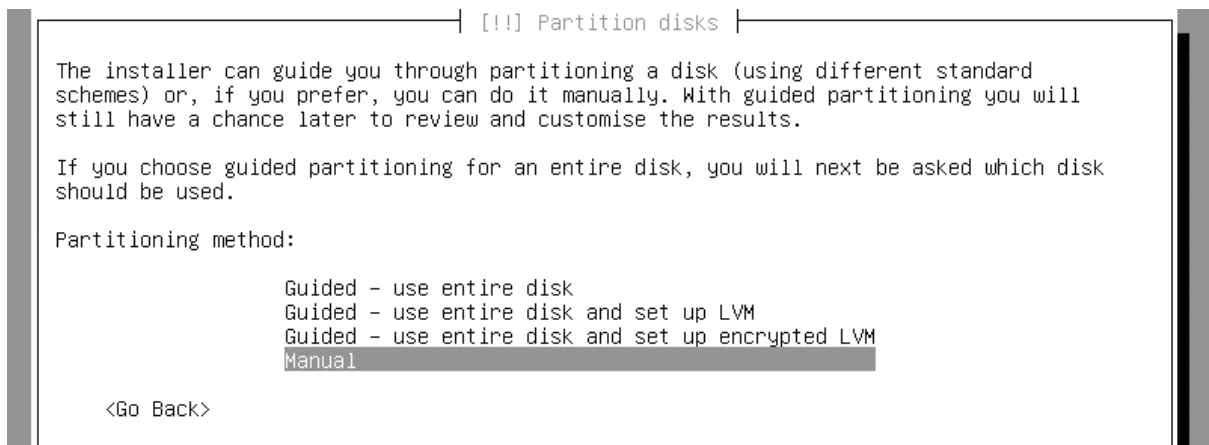 [!!] Partition disks
The installer can guide you through partitioning a disk (using different standard
schemes) or, if you prefer, you can do it manually. With guided partitioning you will
still have a chance later to review and customise the results.
If you choose guided partitioning for an entire disk, you will next be asked which disk
should be used.
Partitioning method:
Guided - use entire disk
Guided - use entire disk and set up LVM
Guided - use entire disk and set up encrypted LVM
Manual
<Go Back>